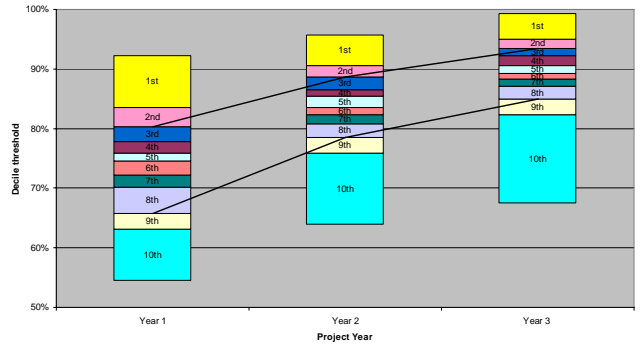 100%
90%
80%
70%
60%
50%
Decile threshold
1st
2nd
3rd
4th
5th
6th
7th
8th
9th
10th
1st
2nd
3rd
4th
5th
6th
7th
8th
9th
10th
1st
2nd
3rd
4th
5th
6th
7th
8th
9th
10th
Year 1
Year 2
Year 3
Project Year